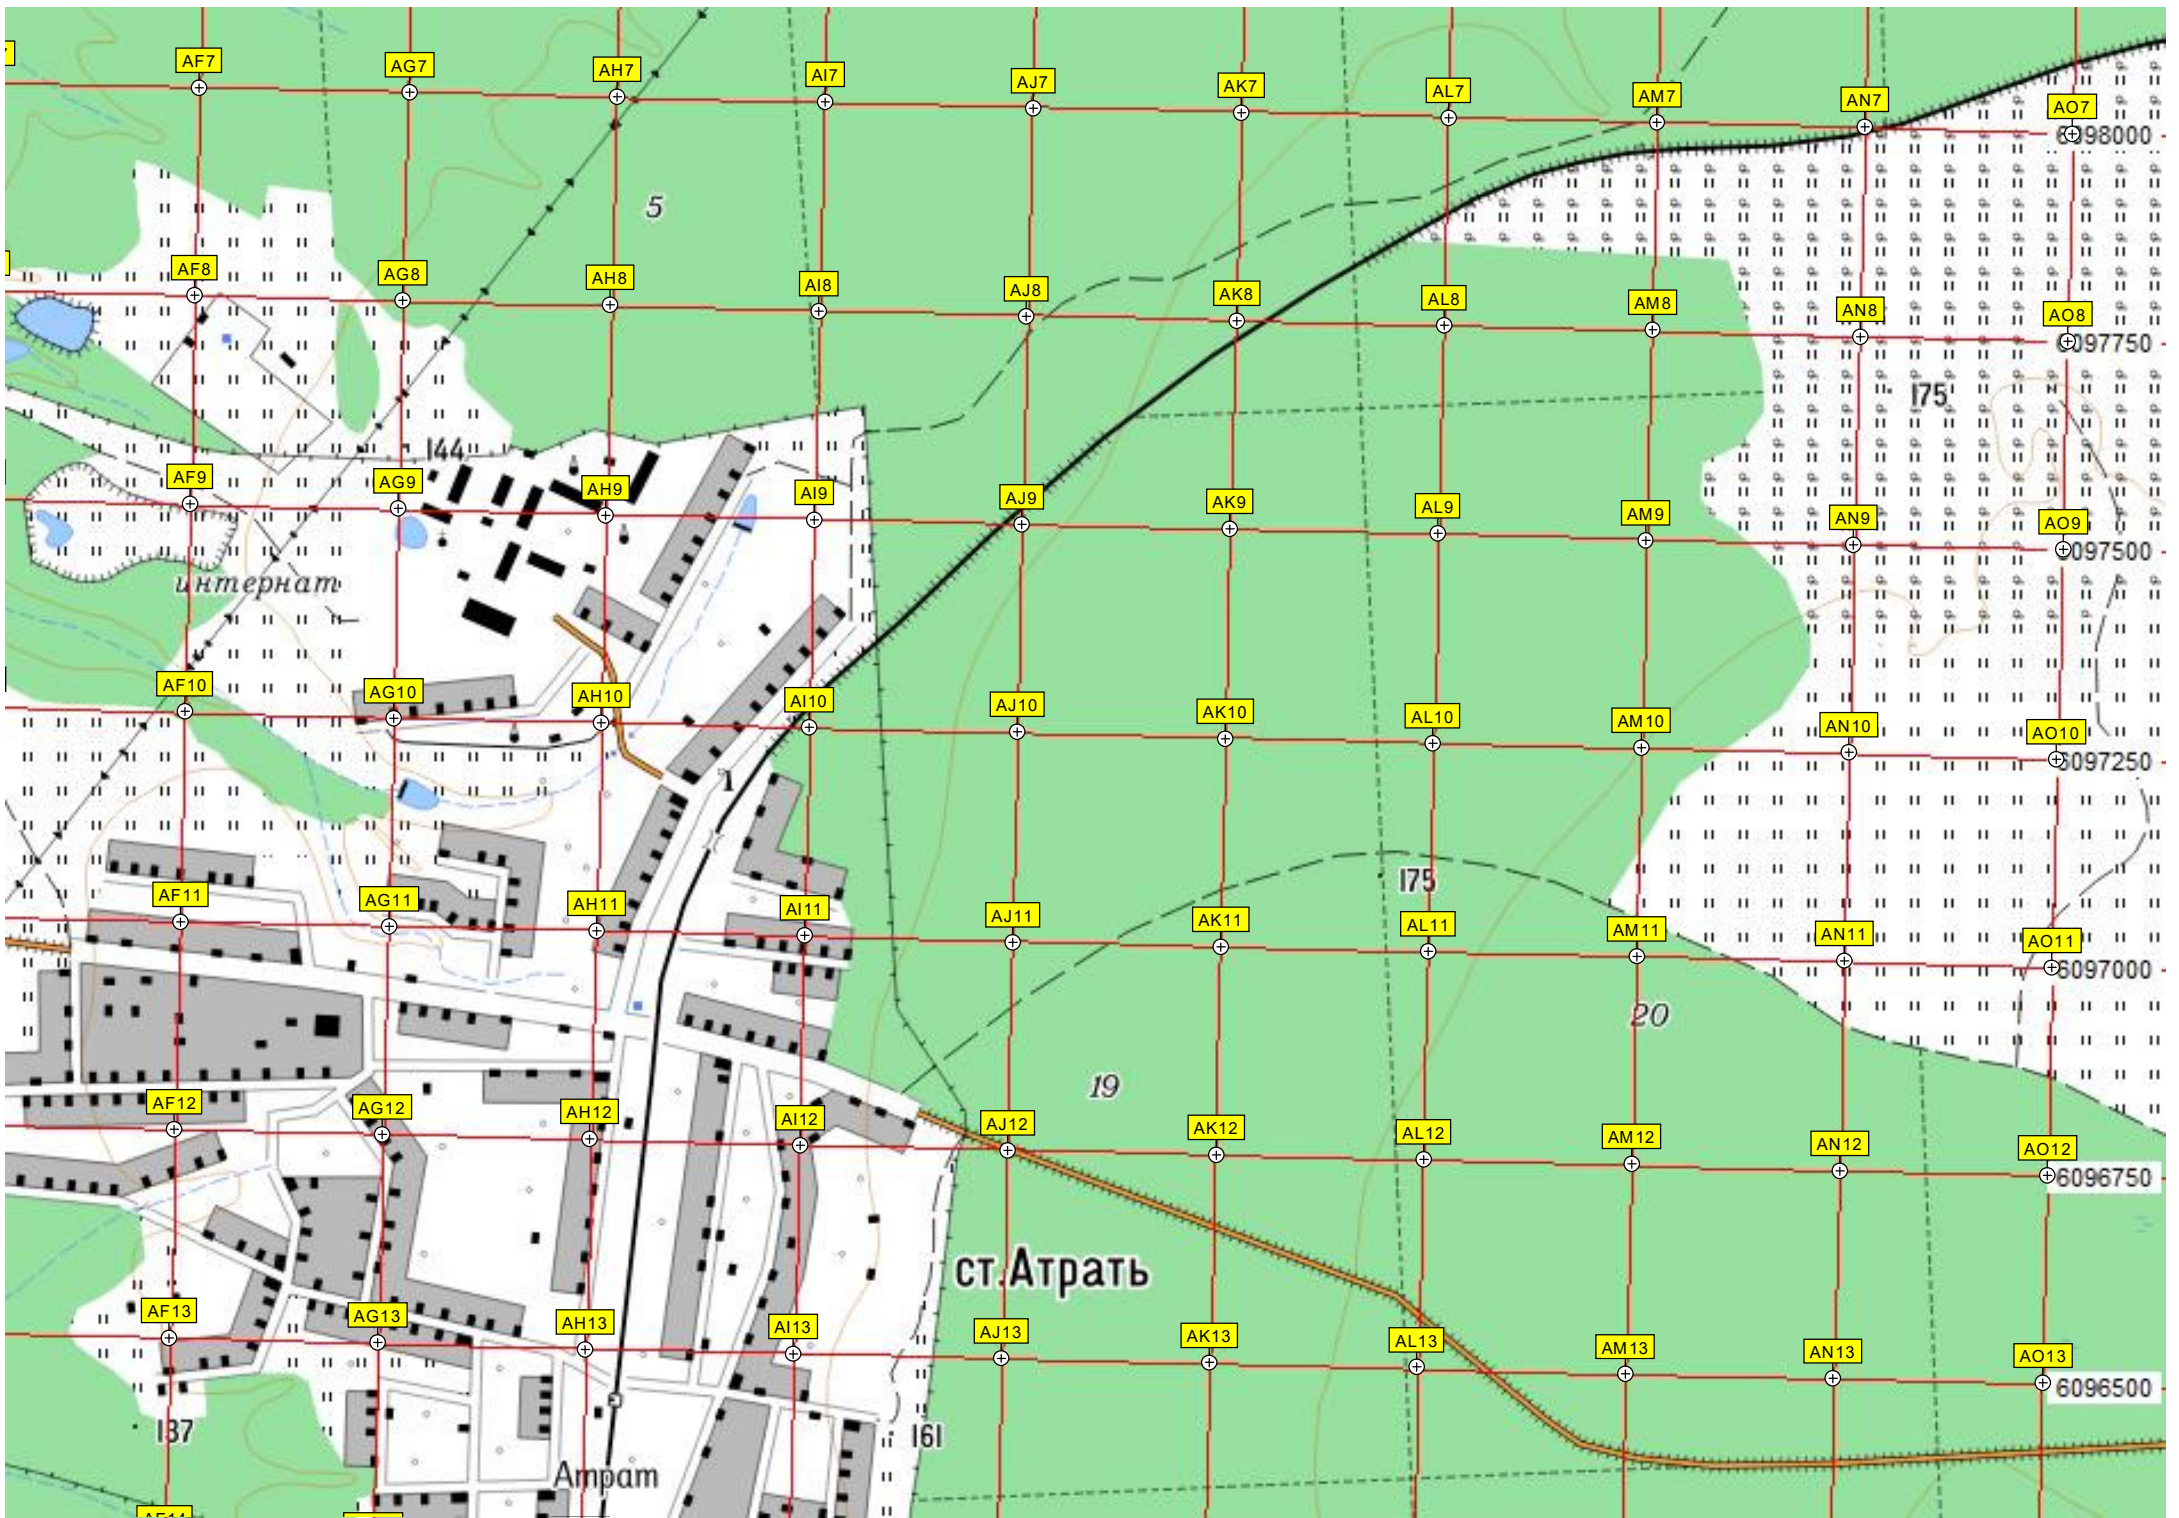 AF7 AG7 AH7 AI7 AJ7 AK7 AL7 AM7 AN7 AO7
6098000
5
AF8 AG8 AH8 AI8 AJ8 AK8 AL8 AM8 AN8 AO8
6097750
175
144
AF9 AG9 AH9 AI9 AJ9 AK9 AL9 AM9 AN9 AO9
6097500
интернат
AF10 AG10 AH10 AI10 AJ10 AK10 AL10 AM10 AN10 AO10
6097250
1
175
AF11 AG11 AH11 AI11 AJ11 AK11 AL11 AM11 AN11 AO11
6097000
20
19
AF12 AG12 AH12 AI12 AJ12 AK12 AL12 AM12 AN12 AO12
6096750
ст.Атрать
AF13 AG13 AH13 AI13 AJ13 AK13 AL13 AM13 AN13 AO13
6096500
137
161
Атрат
AF14